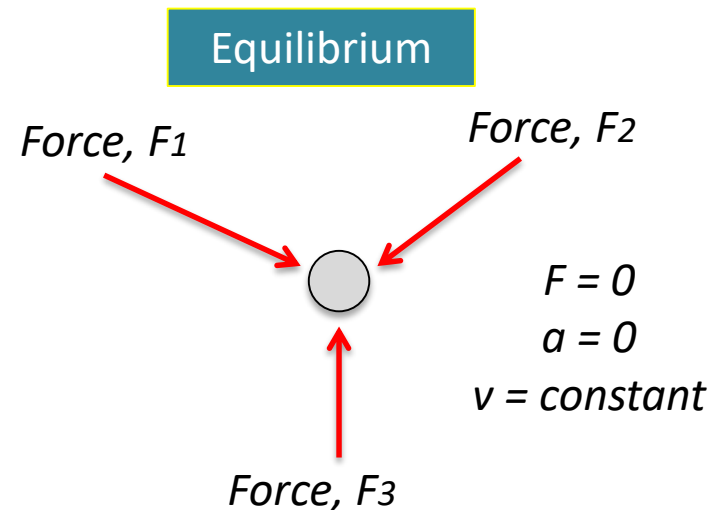 Equilibrium
Force, F1
Force, F2
F = 0
a = 0
v = constant
Force, F3